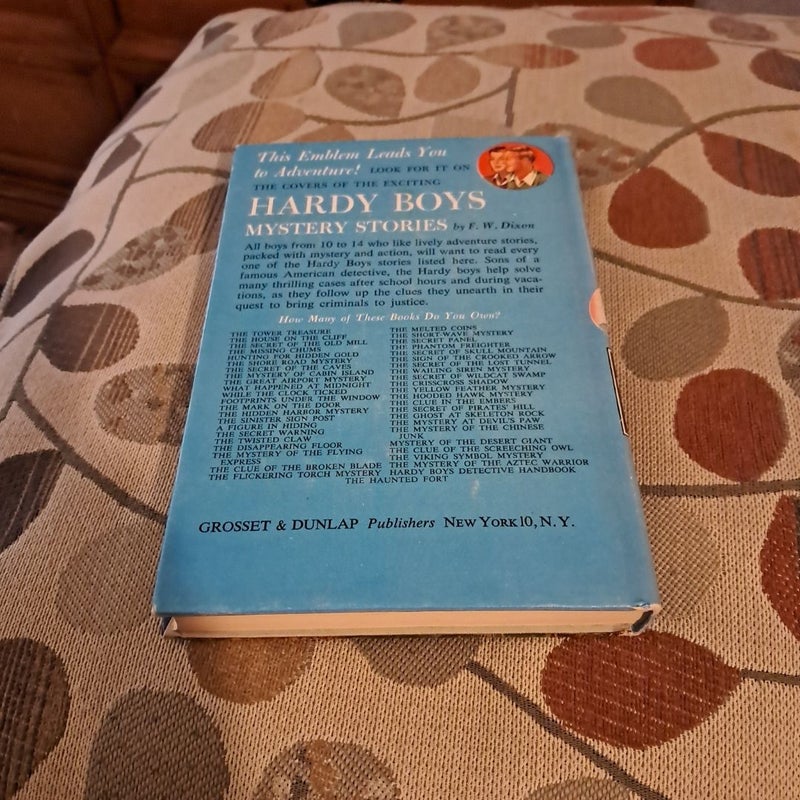 This Emblem Leads You
to Adventure! LOOK FOR IT ON
THE COVERS OF THE EXCITING
HARDY BOYS
MYSTERY STORIES by F. W. Dixon
All boys from 10 to 14 who like lively adventure stories,
packed with mystery and action, will want to read every
one of the Hardy Boys stories listed here. Sons of a
famous American detective, the Hardy boys help solve
many thrilling cases after school hours and during vaca-
tions, as they follow up the clues they unearth in their
quest to bring criminals to justice.
How Many of These Books Do You Own?
THE TOWER TREASURE
THE HOUSE ON THE CLIFF
THE SECRET OF THE OLD MILL
THE MISSING CHUMS
HUNTING FOR HIDDEN GOLD
THE SHORE ROAD MYSTERY
THE SECRET OF THE CAVES
THE MYSTERY OF CABIN ISLAND
THE GREAT AIRPORT MYSTERY
WHAT HAPPENED AT MIDNIGHT
WHILE THE CLOCK TICKED
FOOTPRINTS UNDER THE WINDOW
THE MARK ON THE DOOR
THE HIDDEN HARBOR MYSTERY
THE SINISTER SIGN POST
A FIGURE IN HIDING
THE SECRET WARNING
THE TWISTED CLAW
THE DISAPPEARING FLOOR
THE MYSTERY OF THE FLYING
EXPRESS
THE CLUE OF THE BROKEN BLADE
THE FLICKERING TORCH MYSTERY
THE MELTED COINS
THE SHORT-WAVE MYSTERY
THE SECRET PANEL
THE PHANTOM FREIGHTER
THE SECRET OF SKULL MOUNTAIN
THE SIGN OF THE CROOKED ARROW
THE SECRET OF THE LOST TUNNEL
THE WAILING SIREN MYSTERY
THE SECRET OF WILDCAT SWAMP
THE CRISSCROSS SHADOW
THE YELLOW FEATHER MYSTERY
THE HOODED HAWK MYSTERY
THE CLUE IN THE EMBERS
THE SECRET OF PIRATES' HILL
THE GHOST AT SKELETON ROCK
THE MYSTERY AT DEVIL'S PAW
THE MYSTERY OF THE CHINESE
JUNK
MYSTERY OF THE DESERT GIANT
THE CLUE OF THE SCREECHING OWL
THE VIKING SYMBOL MYSTERY
THE MYSTERY OF THE AZTEC WARRIOR
HARDY BOYS DETECTIVE HANDBOOK
THE HAUNTED FORT
GROSSET & DUNLAP Publishers NEW YORK 10, N. Y.